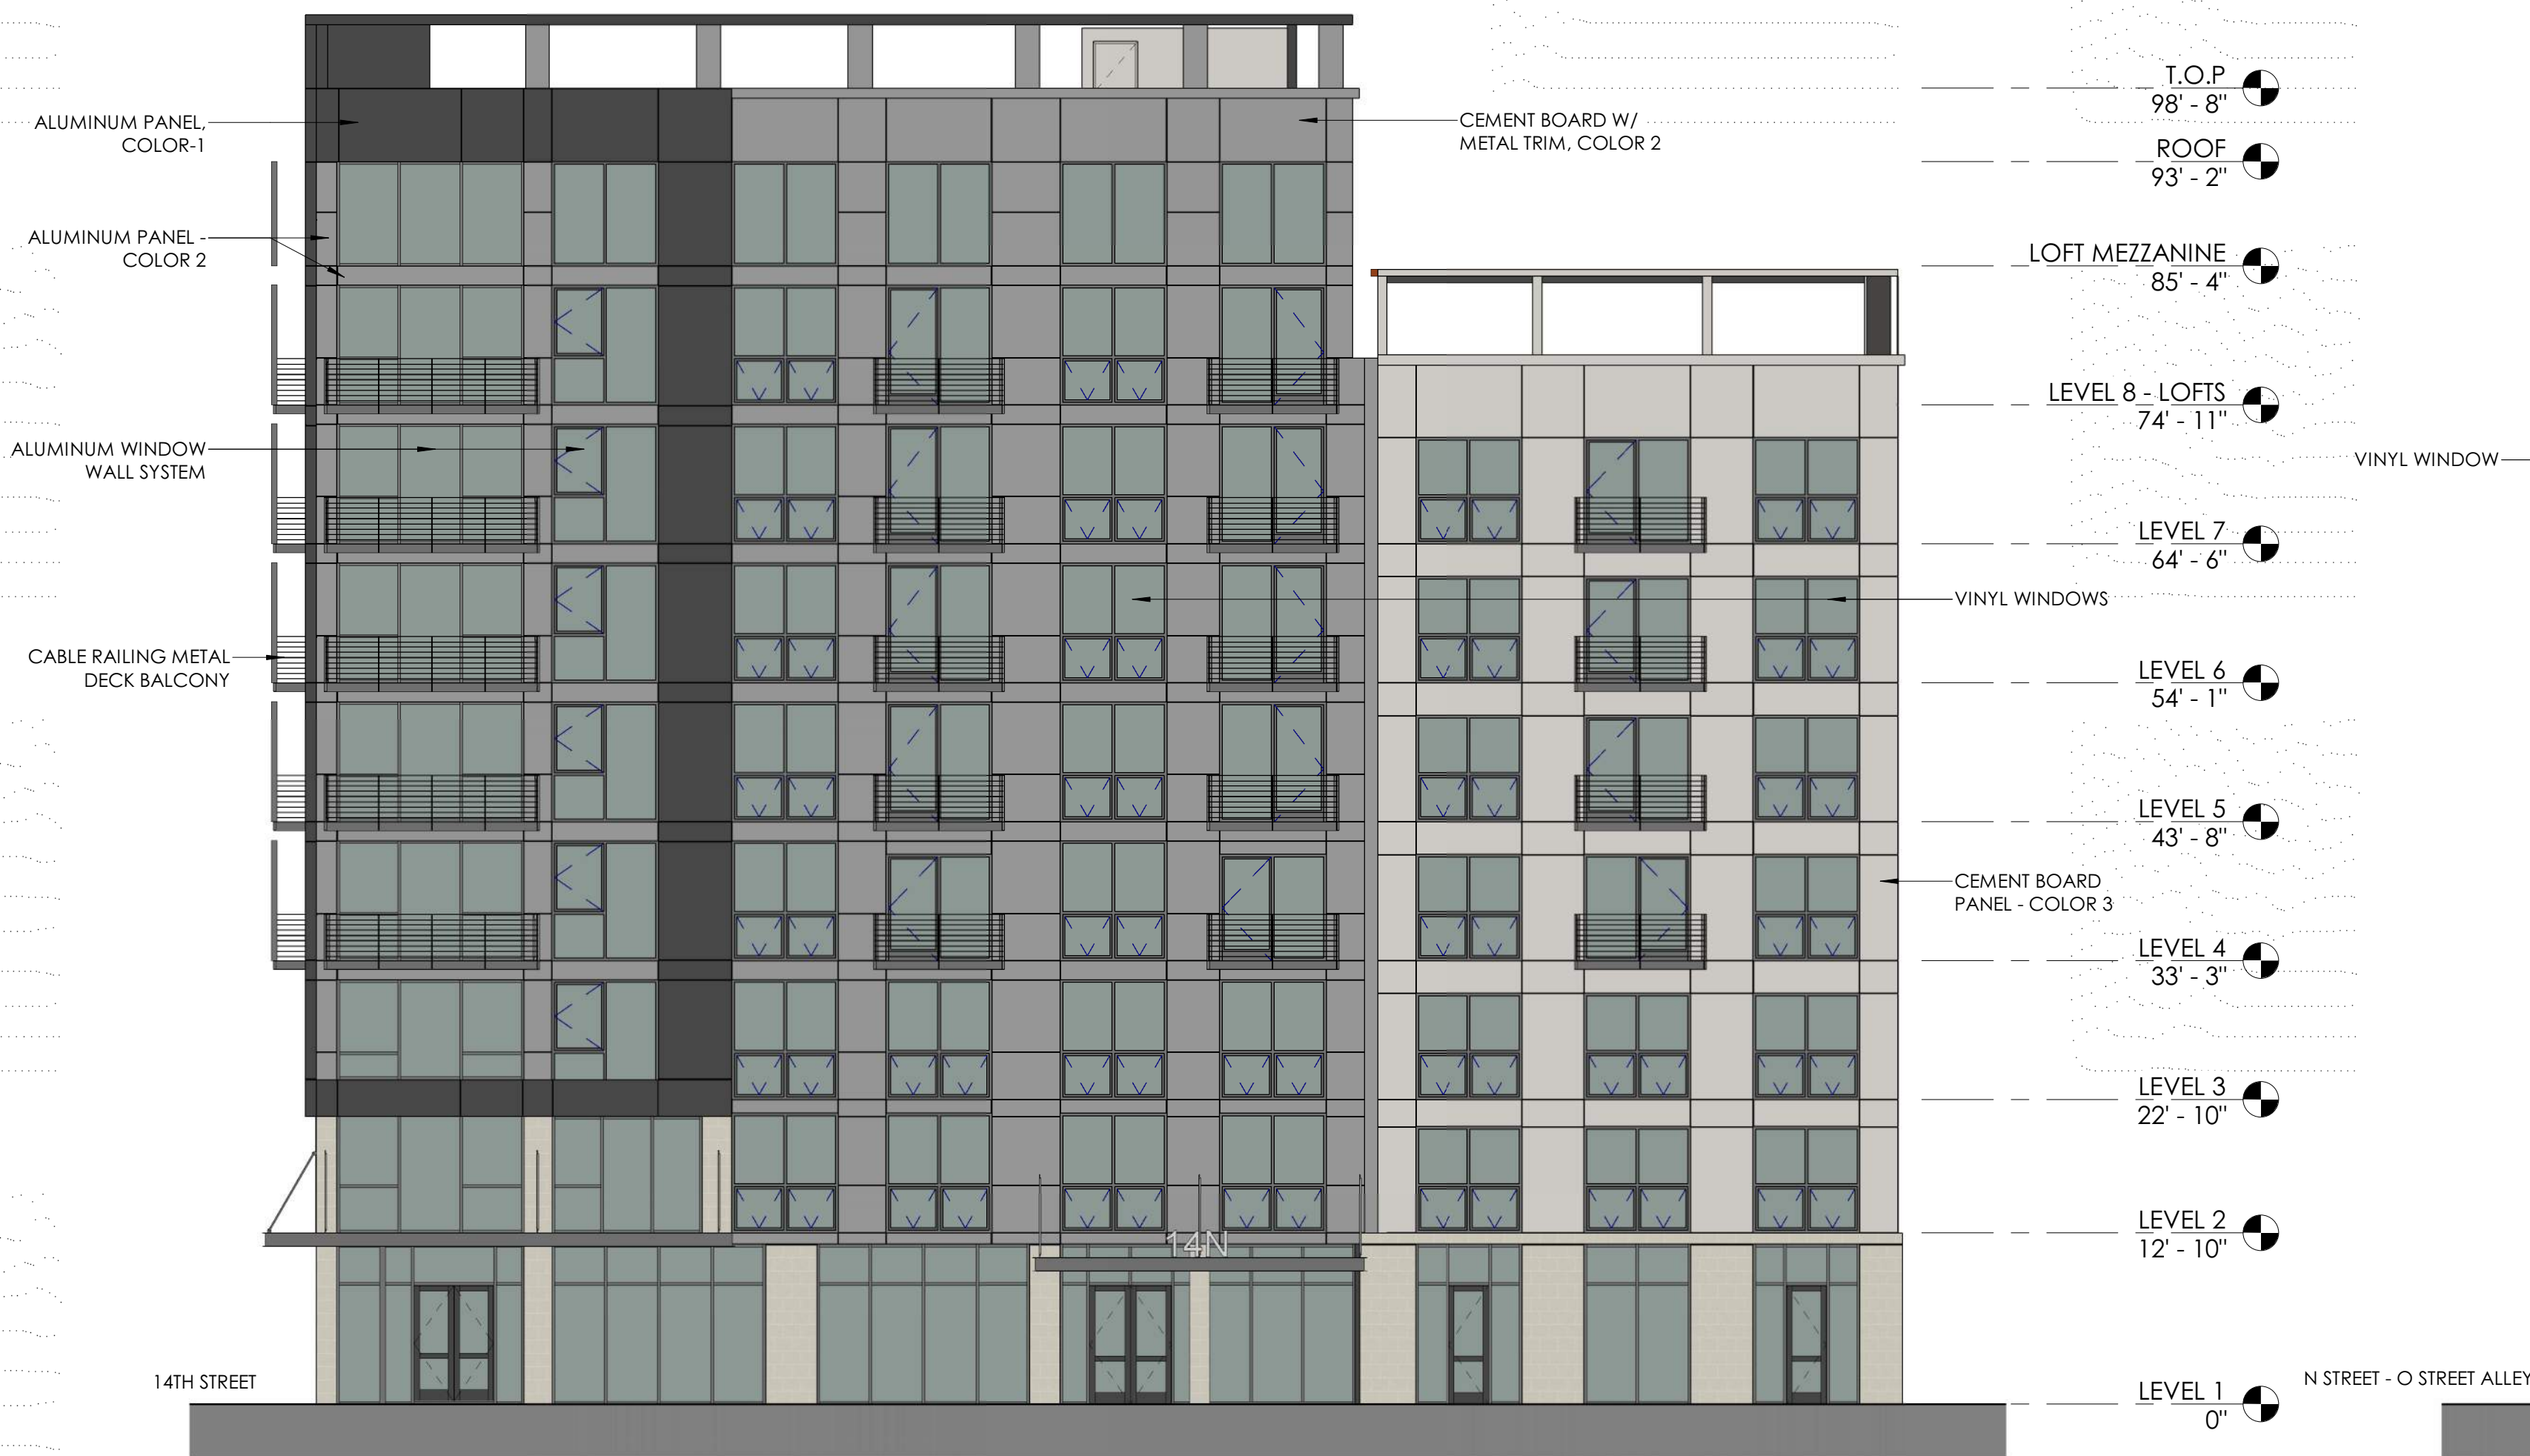 ALUMINUM PANEL,
COLOR-1
ALUMINUM PANEL -
COLOR 2
ALUMINUM WINDOW
WALL SYSTEM
CABLE RAILING METAL
DECK BALCONY
14TH STREET
14N
CEMENT BOARD W/
METAL TRIM, COLOR 2
VINYL WINDOWS
CEMENT BOARD
PANEL - COLOR 3
T.O.P
98' - 8"
ROOF
93' - 2"
LOFT MEZZANINE
85' - 4"
LEVEL 8 - LOFTS
74' - 11"
LEVEL 7
64' - 6"
LEVEL 6
54' - 1"
LEVEL 5
43' - 8"
LEVEL 4
33' - 3"
LEVEL 3
22' - 10"
LEVEL 2
12' - 10"
LEVEL 1
0"
VINYL WINDOW
N STREET - O STREET ALLEY